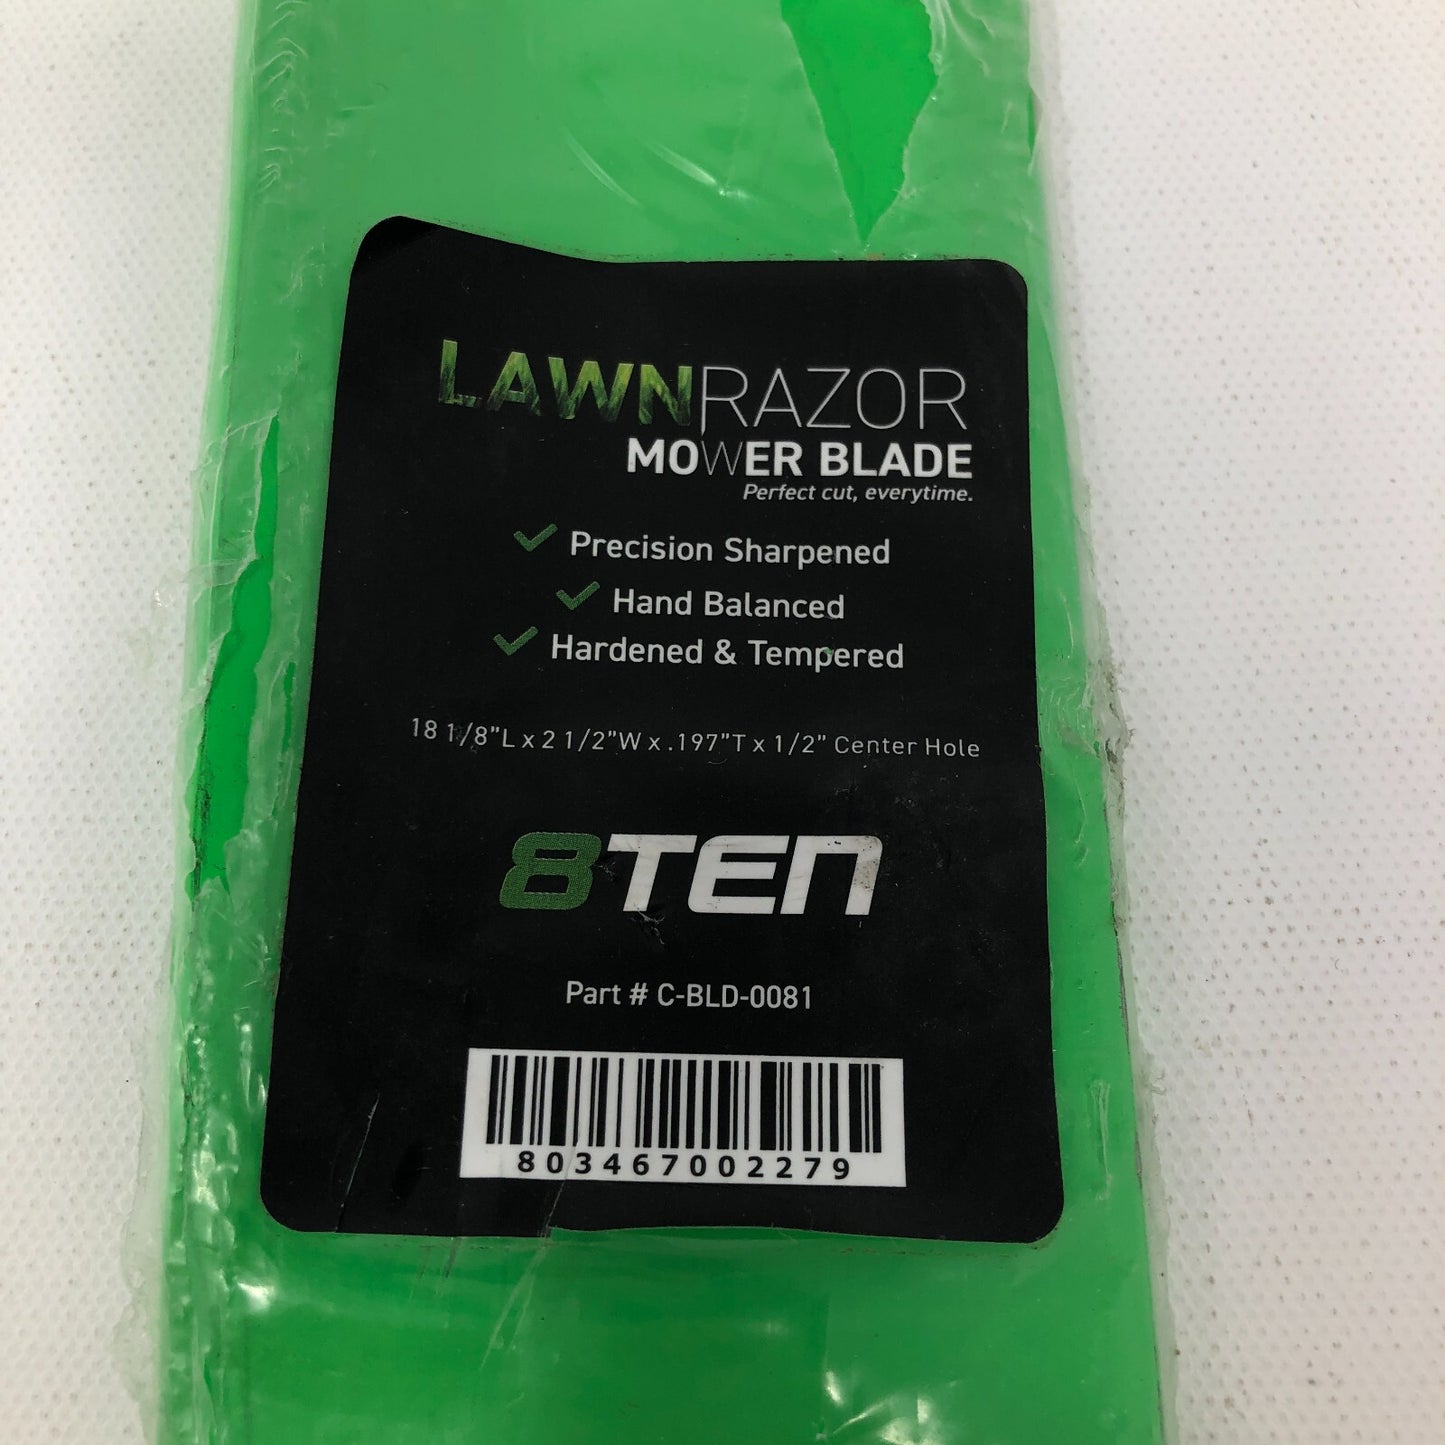 LAWNRAZOR
MOWER BLADE
Perfect cut, everytime.
Precision Sharpened
Hand Balanced
Hardened & Tempered
18 1/8"L x 2 1/2"W x .197"T x 1/2" Center Hole
8TEN
Part # C-BLD-0081
803467002279